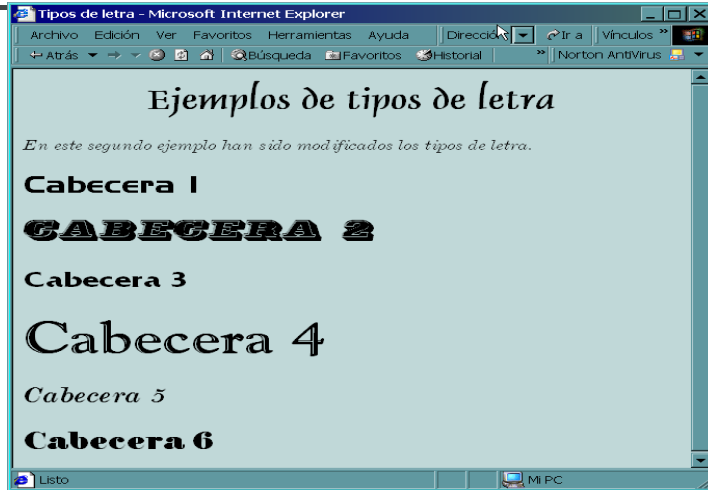 Tipos de letra - Microsoft Internet Explorer
Archivo Edición Ver Favoritos Herramientas Ayuda Dirección Ir a Vínculos »
Atrás Búsqueda Favoritos Historial » Norton AntiVirus
Ejemplos de tipos de letra
En este segundo ejemplo han sido modificados los tipos de letra.
Cabecera 1
CABECERA 2
Cabecera 3
Cabecera 4
Cabecera 5
Cabecera 6
Listo Mi PC